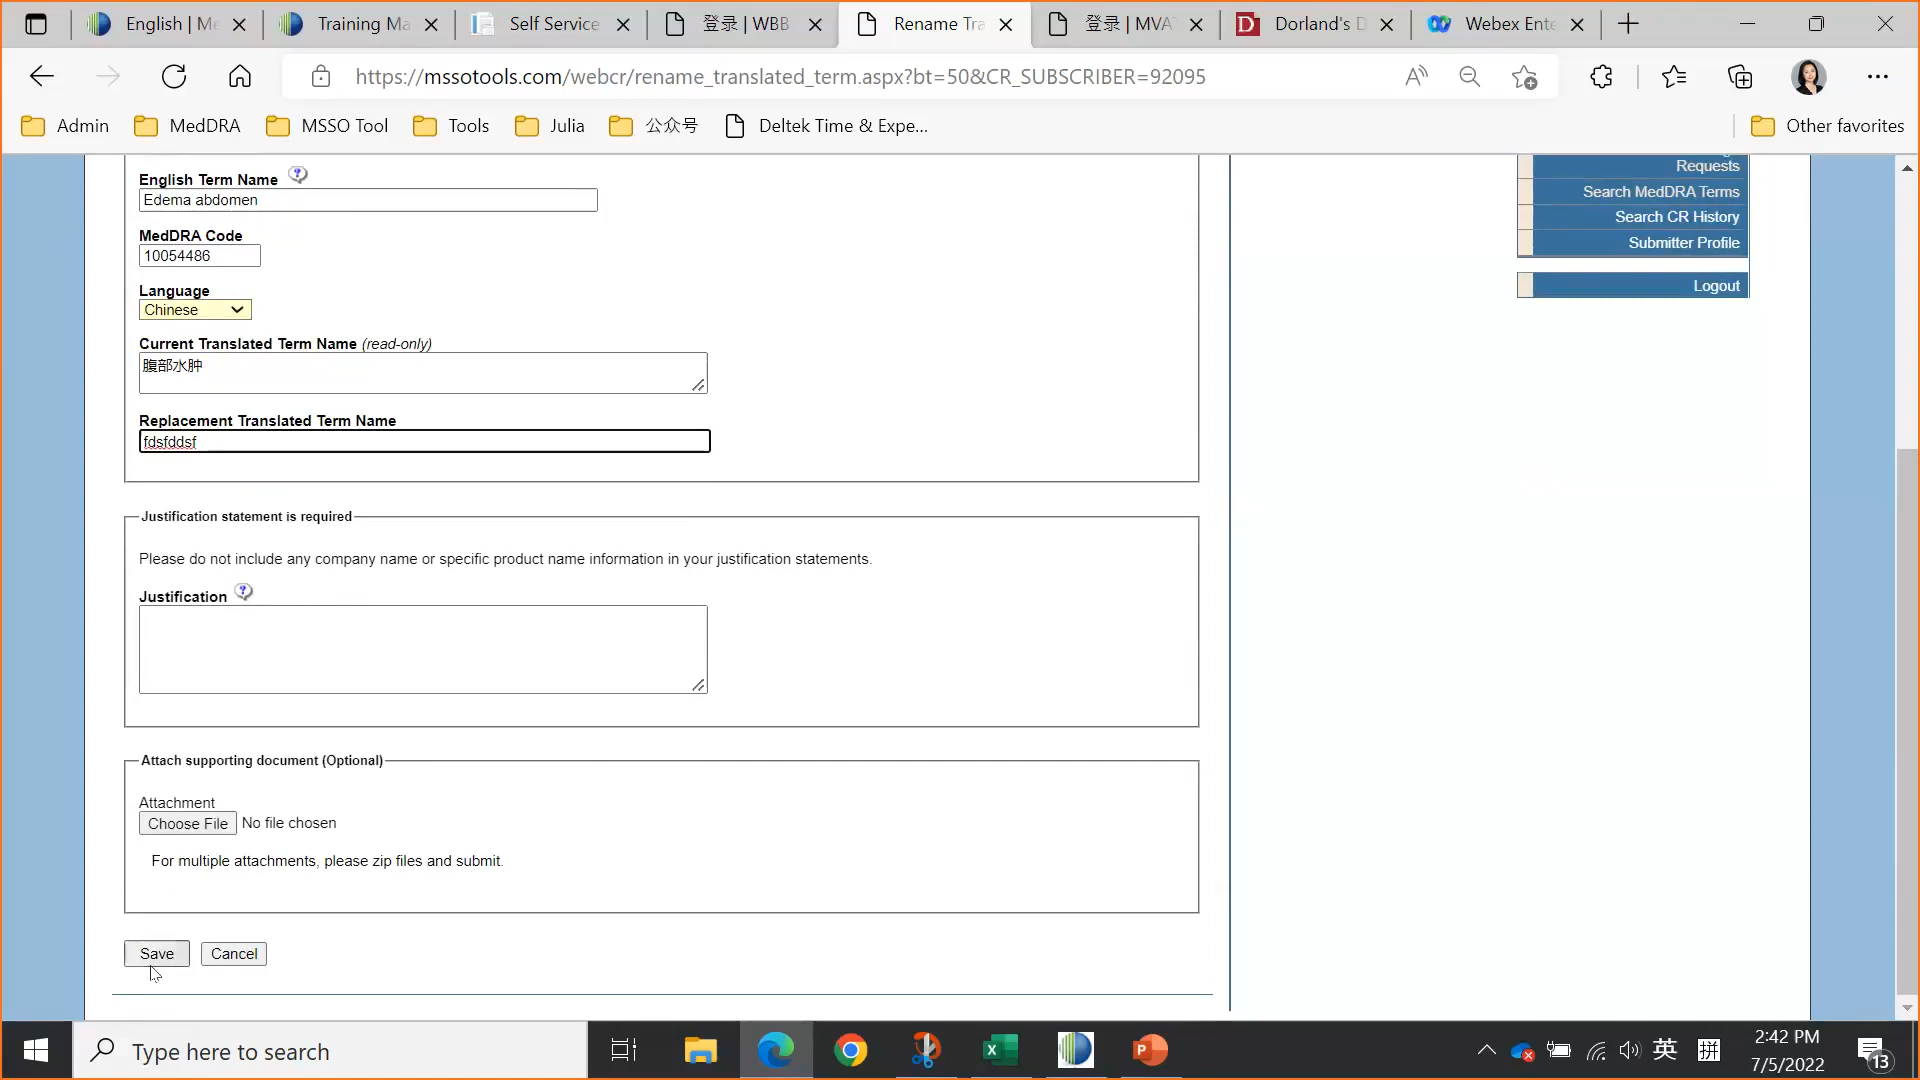 English | Me
Training Ma
Self Service
登录 | WBB
Rename Tra
登录 | MVA
Dorland's D
Webex Ente
https://mssotools.com/webcr/rename_translated_term.aspx?bt=50&CR_SUBSCRIBER=92095
Admin
MedDRA
MSSO Tool
Tools
Julia
公众号
Deltek Time & Expe...
Other favorites
English Term Name
Edema abdomen
MedDRA Code
10054486
Language
Chinese
Current Translated Term Name (read-only)
腹部水肿
Replacement Translated Term Name
fdsfddsf
Justification statement is required
Please do not include any company name or specific product name information in your justification statements.
Justification
Attach supporting document (Optional)
Attachment
Choose File No file chosen
For multiple attachments, please zip files and submit.
Save
Cancel
Requests
Search MedDRA Terms
Search CR History
Submitter Profile
Logout
Type here to search
英
拼
2:42 PM
7/5/2022
13